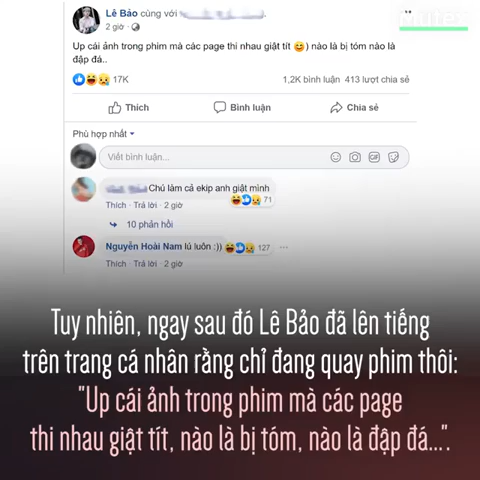 Mutex
Lê Bảo cùng với
2 giờ
Up cái ảnh trong phim mà các page thi nhau giật tít 😄) nào là bị tóm nào là
đập đá..
17K 1,2K bình luận 413 lượt chia sẻ
Thích Bình luận Chia sẻ
Phù hợp nhất
Viết bình luận... GIF
Chú làm cả ekip anh giật mình
71
Thích · Trả lời · 2 giờ
10 phản hồi
Nguyễn Hoài Nam lú luôn :)) 127 ...
Thích · Trả lời · 2 giờ
Tuy nhiên, ngay sau đó Lê Bảo đã lên tiếng
trên trang cá nhân rằng chỉ đang quay phim thôi:
"Up cái ảnh trong phim mà các page
thi nhau giật tít, nào là bị tóm, nào là đập đá...".